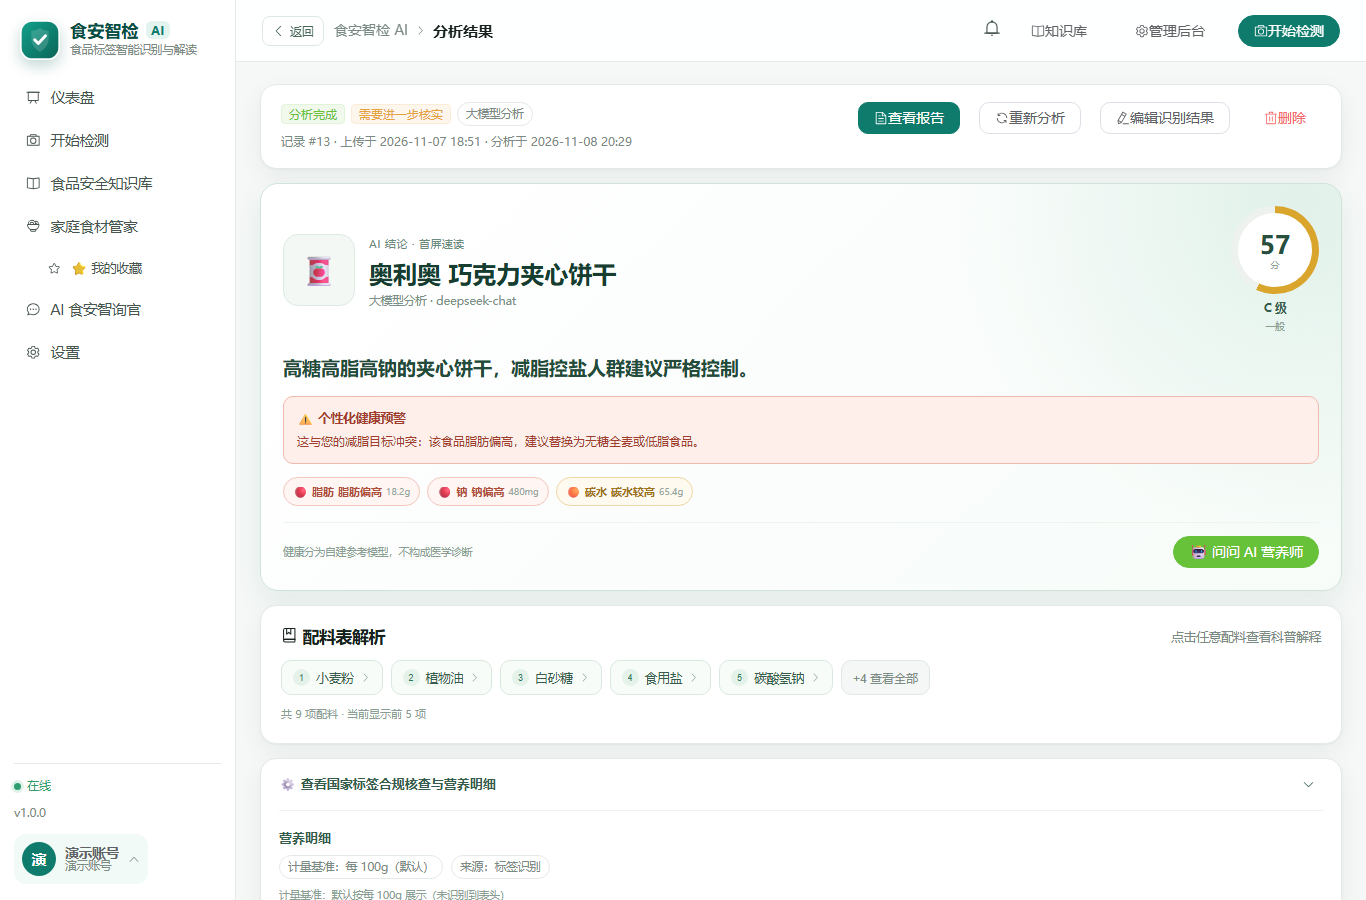 食安智检 AI
食品标签智能识别与解读
返回 食安智检 AI > 分析结果
知识库 管理后台 开始检测
仪表盘
开始检测
食品安全知识库
家庭食材管家
我的收藏
AI 食安智询官
设置
在线
v1.0.0
演 演示账号
演示账号
分析完成 需要进一步核实 大模型分析
记录 #13 · 上传于 2026-11-07 18:51 · 分析于 2026-11-08 20:29
查看报告 重新分析 编辑识别结果 删除
AI 结论 · 首屏速读
奥利奥 巧克力夹心饼干
大模型分析 · deepseek-chat
57
分
C 级
一般
高糖高脂高钠的夹心饼干，减脂控盐人群建议严格控制。
个性化健康预警
这与您的减脂目标冲突：该食品脂肪偏高，建议替换为无糖全麦或低脂食品。
脂肪 脂肪偏高 18.2g 钠 钠偏高 480mg 碳水 碳水较高 65.4g
健康分为自建参考模型，不构成医学诊断
问问 AI 营养师
配料表解析
点击任意配料查看科普解释
1 小麦粉 > 2 植物油 > 3 白砂糖 > 4 食用盐 > 5 碳酸氢钠 > +4 查看全部
共 9 项配料 · 当前显示前 5 项
查看国家标签合规核查与营养明细
营养明细
计量基准：每 100g（默认） 来源：标签识别
计量基准：默认按每 100g 展示（未识别到表头）